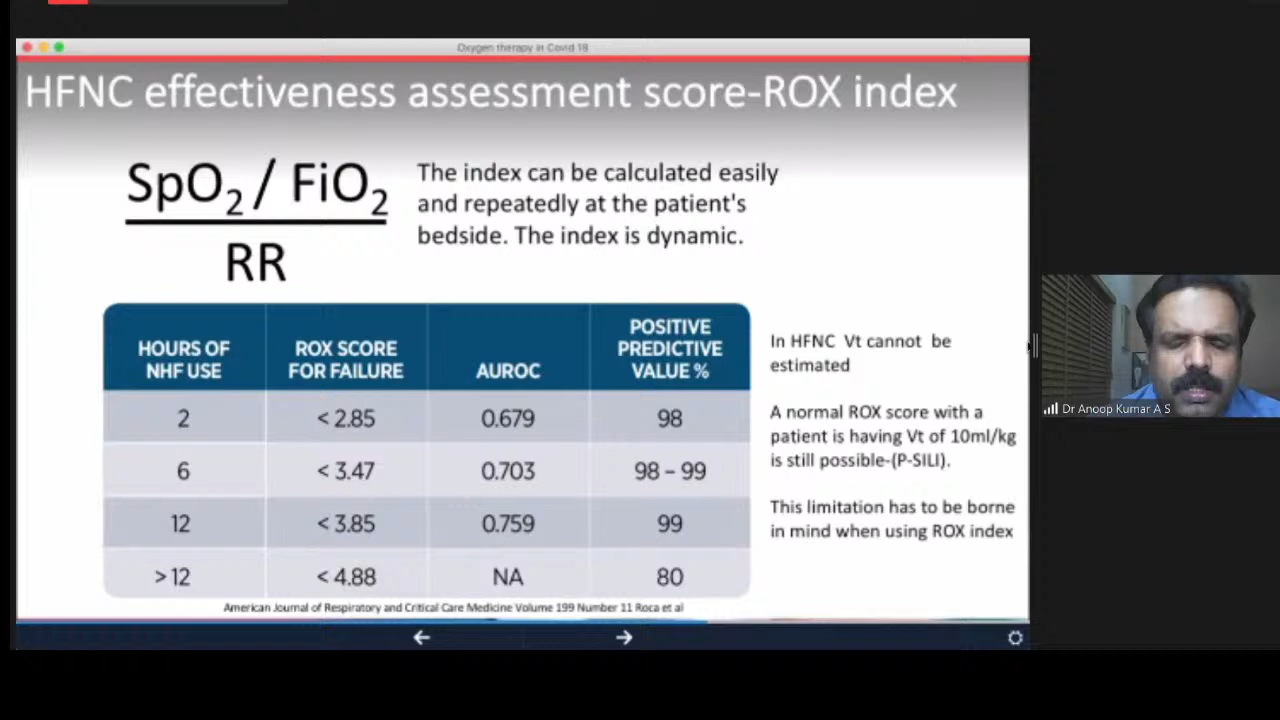 Oxygen therapy in Covid 19
HFNC effectiveness assessment score-ROX index
SpO₂ / FiO₂
RR
The index can be calculated easily
and repeatedly at the patient's
bedside. The index is dynamic.
HOURS OF NHF USE ROX SCORE FOR FAILURE AUROC POSITIVE PREDICTIVE VALUE %
2 < 2.85 0.679 98
6 < 3.47 0.703 98 – 99
12 < 3.85 0.759 99
> 12 < 4.88 NA 80
In HFNC Vt cannot be
estimated
A normal ROX score with a
patient is having Vt of 10ml/kg
is still possible-(P-SILI).
This limitation has to be borne
in mind when using ROX index
American Journal of Respiratory and Critical Care Medicine Volume 199 Number 11 Roca et al
Dr Anoop Kumar A S